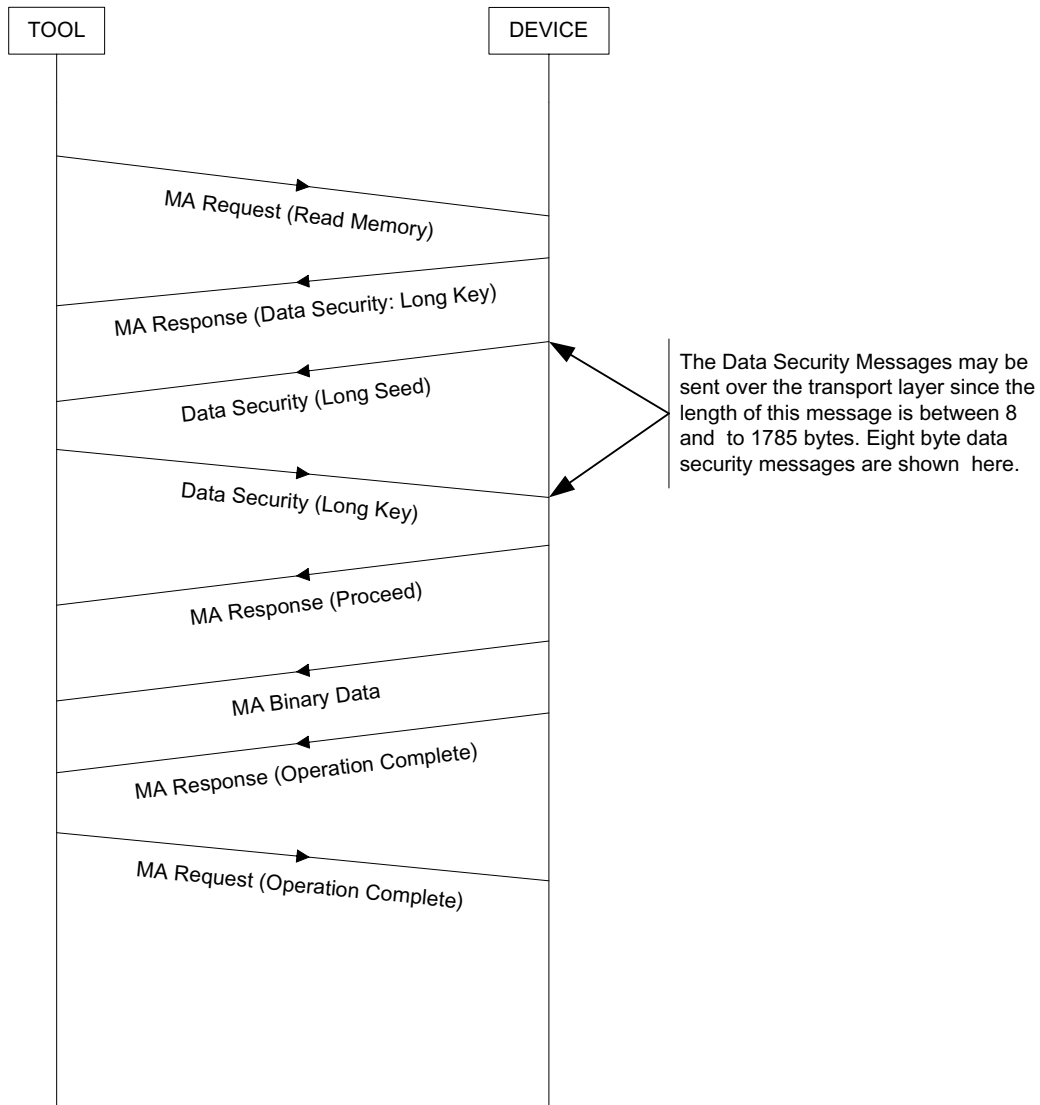 TOOL
DEVICE
MA Request (Read Memory)
MA Response (Data Security: Long Key)
Data Security (Long Seed)
The Data Security Messages may be
sent over the transport layer since the
length of this message is between 8
and to 1785 bytes. Eight byte data
security messages are shown here.
Data Security (Long Key)
MA Response (Proceed)
MA Binary Data
MA Response (Operation Complete)
MA Request (Operation Complete)